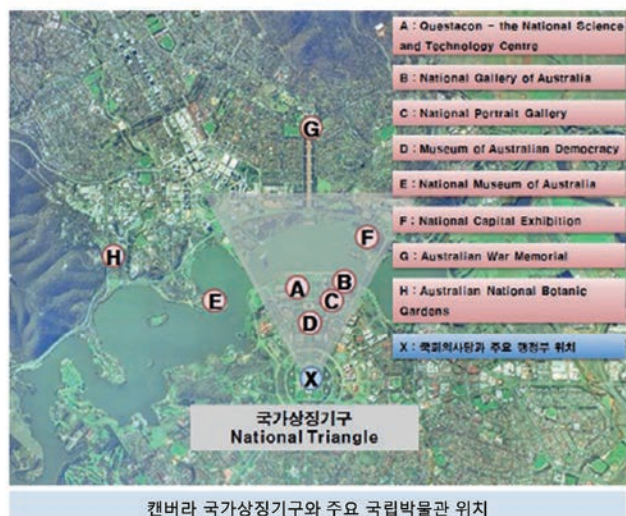 A : Questacon - the National Science
and Technology Centre
B : National Gallery of Australia
C : National Portrait Gallery
D : Museum of Australian Democracy
E : National Museum of Australia
F : National Capital Exhibition
G : Australian War Memorial
H : Australian National Botanic
Gardens
X : 국회의사당과 주요 행정부 위치
G
F
H
E
A
B
C
D
X
국가상징기구
National Triangle
캔버라 국가상징기구와 주요 국립박물관 위치